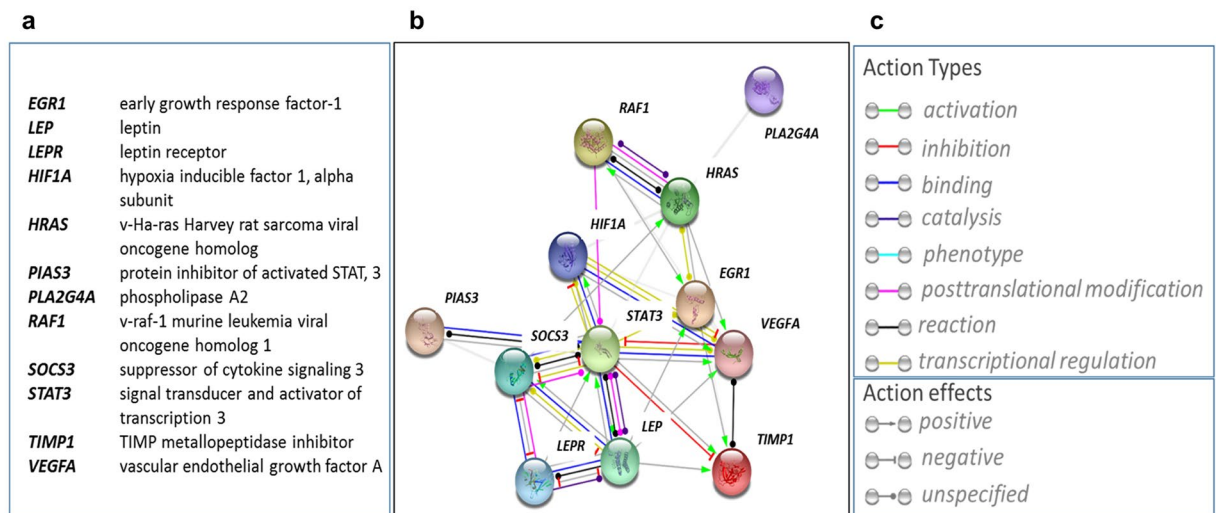 a
b
c
EGR1 early growth response factor-1
LEP leptin
LEPR leptin receptor
HIF1A hypoxia inducible factor 1, alpha
subunit
HRAS v-Ha-ras Harvey rat sarcoma viral
oncogene homolog
PIAS3 protein inhibitor of activated STAT, 3
PLA2G4A phospholipase A2
RAF1 v-raf-1 murine leukemia viral
oncogene homolog 1
SOCS3 suppressor of cytokine signaling 3
STAT3 signal transducer and activator of
transcription 3
TIMP1 TIMP metallopeptidase inhibitor
VEGFA vascular endothelial growth factor A
RAF1
PLA2G4A
HRAS
HIF1A
EGR1
PIAS3
STAT3
VEGFA
SOCS3
LEP
LEPR
TIMP1
Action Types
activation
inhibition
binding
catalysis
phenotype
posttranslational modification
reaction
transcriptional regulation
Action effects
positive
negative
unspecified